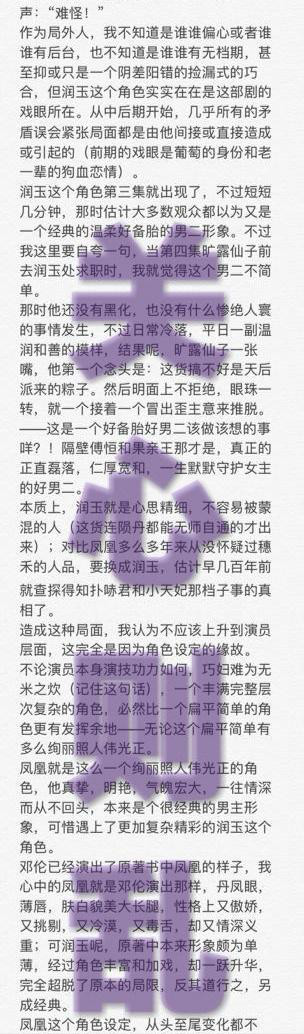 声：“难怪！”
作为局外人，我不知道是谁谁偏心或者谁
谁有后台，也不知道是谁谁有无档期，甚
至抑或只是一个阴差阳错的捡漏式的巧
合，但润玉这个角色实实在在是这部剧的
戏眼所在。从中后期开始，几乎所有的矛
盾误会紧张局面都是由他间接或直接造成
或引起的（前期的戏眼是葡萄的身份和老
一辈的狗血恋情）。
润玉这个角色第三集就出现了，不过短短
几分钟，那时估计大多数观众都以为又是
一个经典的温柔好备胎的男二形象。不过
我这里要自夸一句，当第四集旷露仙子前
去润玉处求职时，我就觉得这个男二不简
单。
那时他还没有黑化，也没有什么惨绝人寰
的事情发生，不过日常冷落，平日一副温
润和善的模样，结果呢，旷露仙子一张
嘴，他第一个念头是：这货搞不好是天后
派来的粽子。然后明面上不拒绝，眼珠一
转，就一个接着一个冒出歪主意来推脱。
——这是一个好备胎好男二该做该想的事
咩？！隔壁傅恒和果亲王那才是，真正的
正直磊落，仁厚宽和，一生默默守护女主
的好男二。
本质上，润玉就是心思精细，不容易被蒙
混的人（这货连陨丹都能无师自通的才出
来）；对比凤凰多么多年来从没怀疑过穗
禾的人品，要换成润玉，估计早几百年前
就查探得知扑哧君和小天妃那档子事的真
相了。
造成这种局面，我认为不应该上升到演员
层面，这完全是因为角色设定的缘故。
不论演员本身演技功力如何，巧妇难为无
米之炊（记住这句话），一个丰满完整层
次复杂的角色，必然比一个扁平简单的角
色更有发挥余地——无论这个扁平简单有
多么绚丽照人伟光正。
凤凰就是这么一个绚丽照人伟光正的角
色，他真挚，明艳，气魄宏大，一往情深
而从不回头，本来是个很经典的男主形
象，可惜遇上了更加复杂精彩的润玉这个
角色。
邓伦已经演出了原著书中凤凰的样子，我
心中的凤凰就是邓伦演出那样，丹凤眼，
薄唇，肤白貌美大长腿，性格上又傲娇，
又挑剔，又冷漠，又毒舌，却又情深义
重；可润玉呢，原著中本来形象颇为单
薄，经过角色丰富和加戏，却一跃升华，
完全超脱了原本的局限，反其道行之，另
成经典。
凤凰这个角色设定，从头至尾变化都不
关
心
则
乱